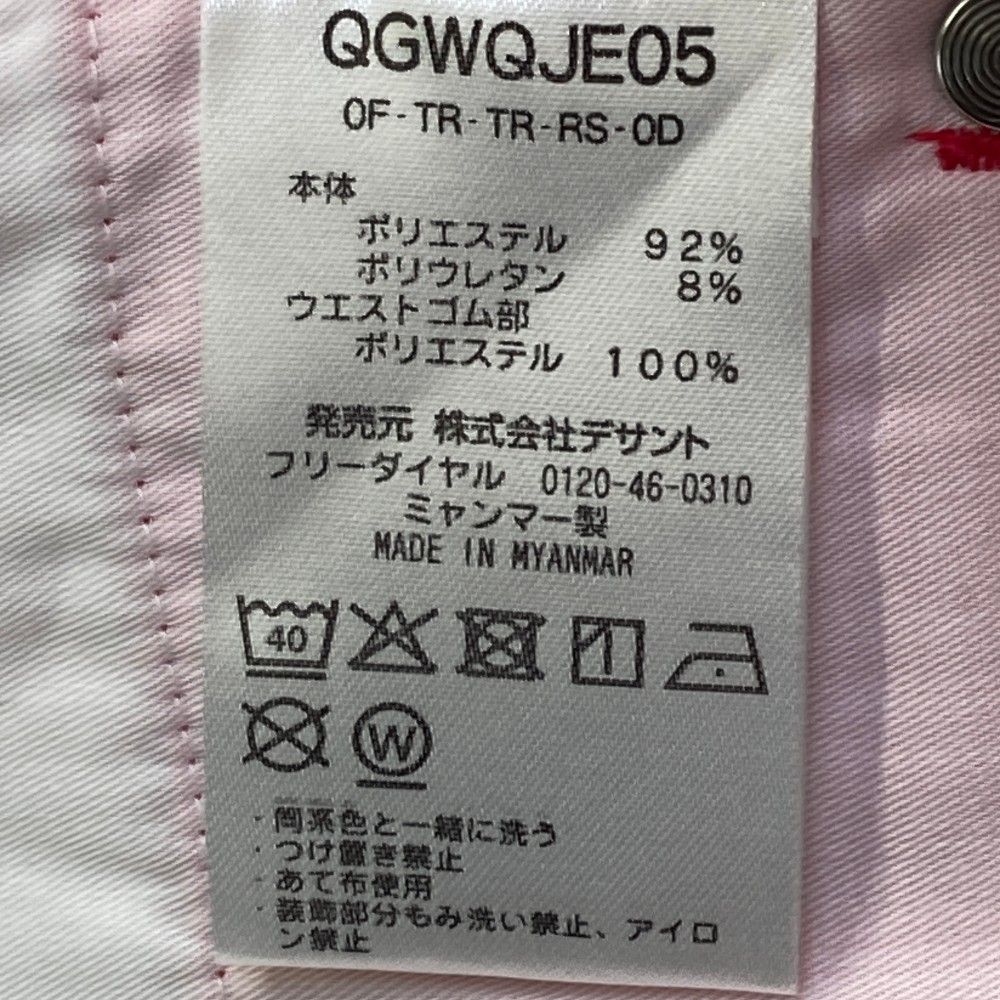 QGWQJE05
0F-TR-TR-RS-0D
本体
ポリエステル 92%
ポリウレタン 8%
ウエストゴム部
ポリエステル 100%
発売元 株式会社デサント
フリーダイヤル 0120-46-0310
ミャンマー製
MADE IN MYANMAR
40
W
・同系色と一緒に洗う
・つけ置き禁止
・あて布使用
・装飾部分もみ洗い禁止、アイロ
ン禁止